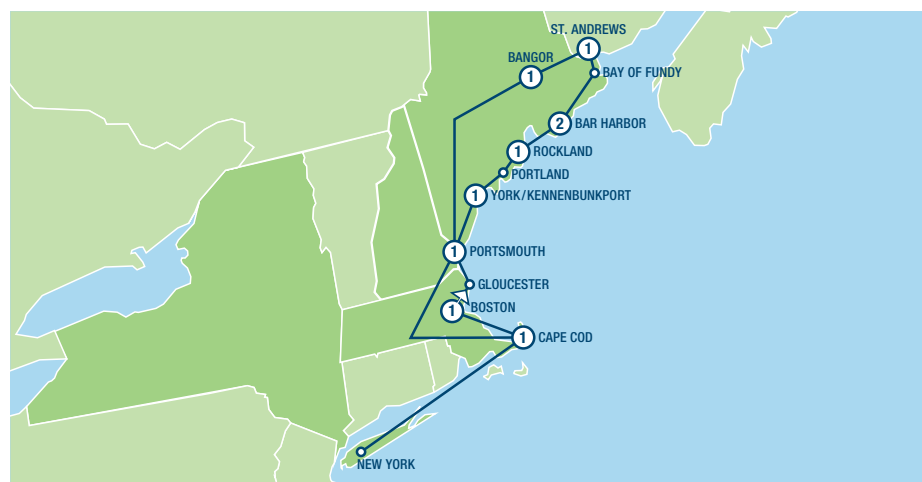 ST. ANDREWS
1
BANGOR
1
BAY OF FUNDY
2 BAR HARBOR
1 ROCKLAND
PORTLAND
1 YORK/KENNENBUNKPORT
1 PORTSMOUTH
GLOUCESTER
1 BOSTON
1 CAPE COD
NEW YORK